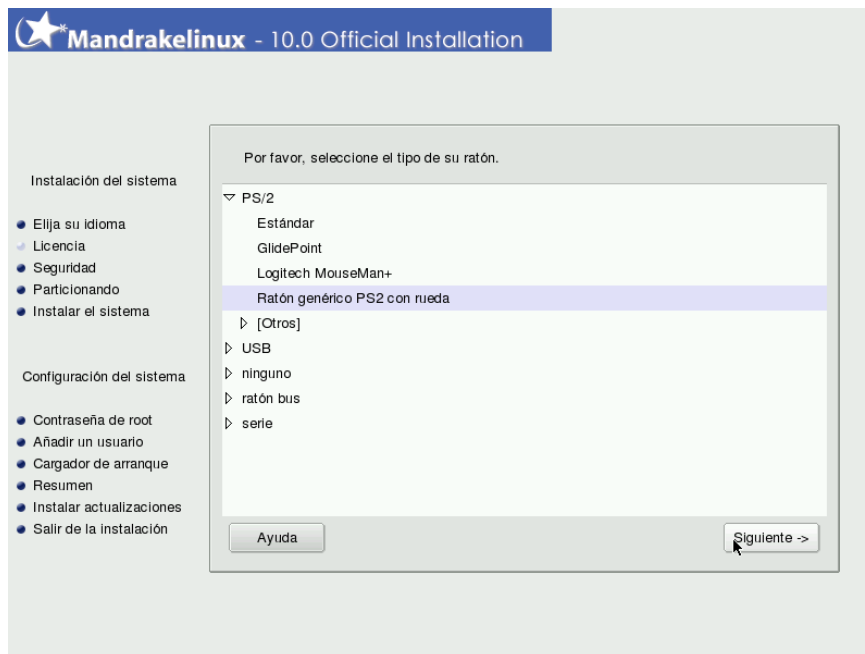 Mandrakelinux - 10.0 Official Installation
Instalación del sistema
Elija su idioma
Licencia
Seguridad
Particionando
Instalar el sistema
Configuración del sistema
Contraseña de root
Añadir un usuario
Cargador de arranque
Resumen
Instalar actualizaciones
Salir de la instalación
Por favor, seleccione el tipo de su ratón.
PS/2
Estándar
GlidePoint
Logitech MouseMan+
Ratón genérico PS2 con rueda
[Otros]
USB
ninguno
ratón bus
serie
Ayuda
Siguiente ->